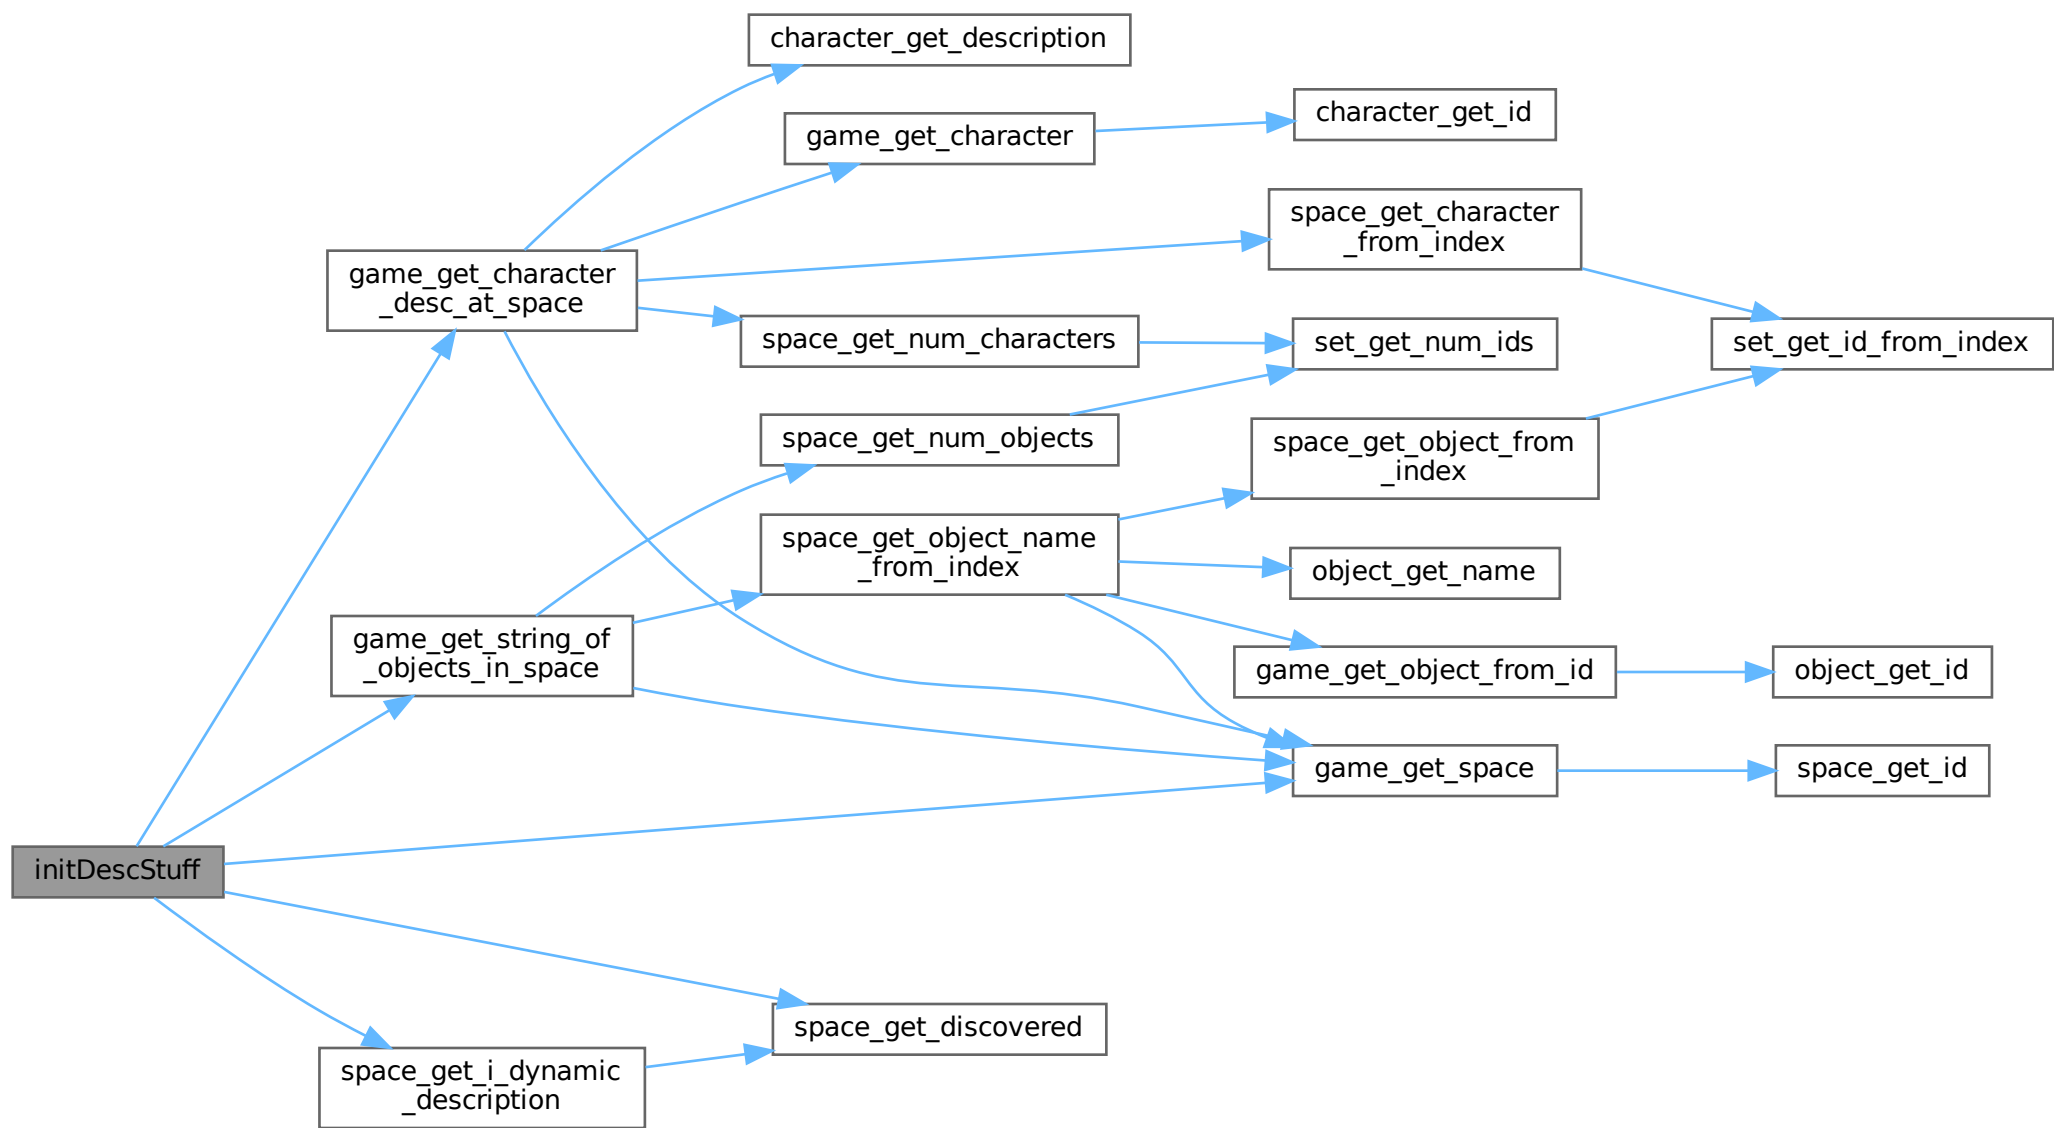 character_get_description
character_get_id
game_get_character
space_get_character
_from_index
game_get_character
_desc_at_space
space_get_num_characters
set_get_num_ids
set_get_id_from_index
space_get_num_objects
space_get_object_from
_index
space_get_object_name
_from_index
object_get_name
game_get_string_of
_objects_in_space
game_get_object_from_id
object_get_id
game_get_space
space_get_id
initDescStuff
space_get_discovered
space_get_i_dynamic
_description